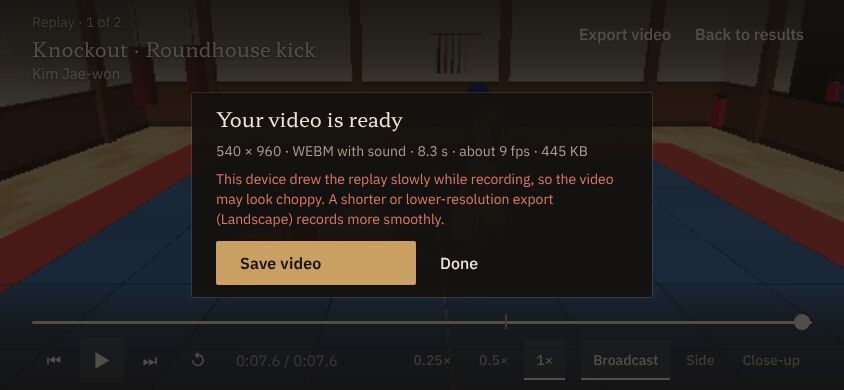 Replay · 1 of 2
Knockout · Roundhouse kick
Kim Jae-won
Export video
Back to results
Your video is ready
540 × 960 · WEBM with sound · 8.3 s · about 9 fps · 445 KB
This device drew the replay slowly while recording, so the video
may look choppy. A shorter or lower-resolution export
(Landscape) records more smoothly.
Save video
Done
0:07.6 / 0:07.6
0.25×
0.5×
1×
Broadcast
Side
Close-up